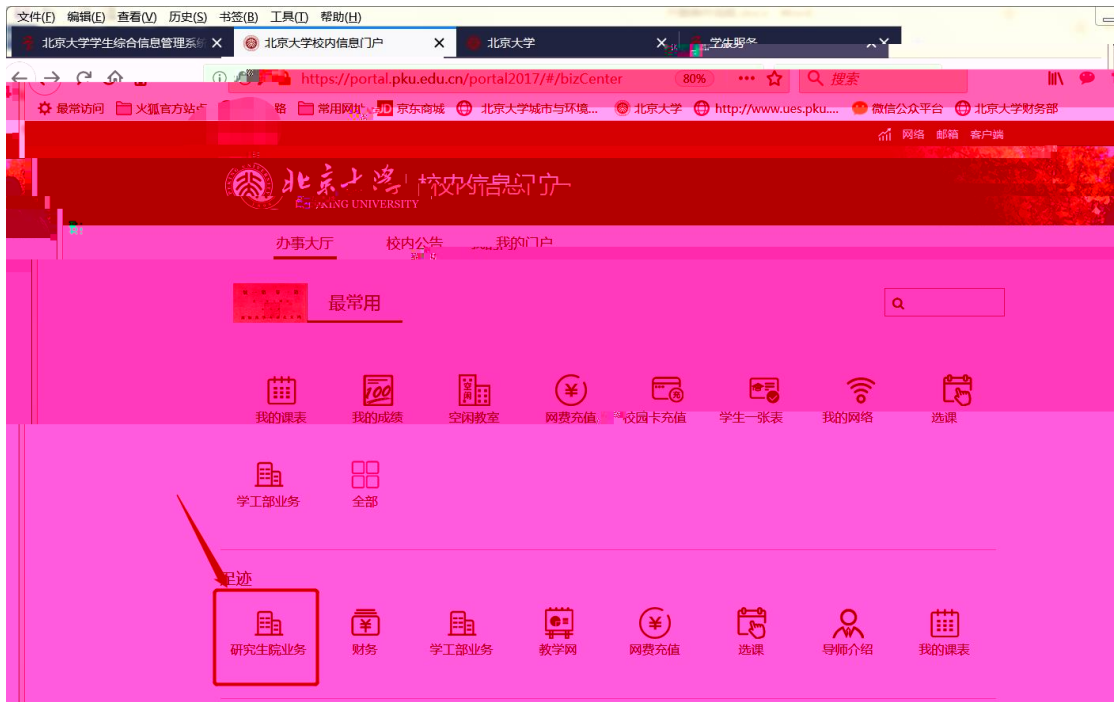 文件(F) 编辑(E) 查看(V) 历史(S) 书签(B) 工具(T) 帮助(H)
北京大学学生综合信息管理系统 北京大学校内信息门户 北京大学
https://portal.pku.edu.cn/portal2017/#/bizCenter 80% 搜索
最常访问 火狐官方站点 常用网址 京东商城 北京大学城市与环境... 北京大学 http://www.ues.pku.... 微信公众平台 北京大学财务部
网络 邮箱 客户端
北京大学 校内信息门户
PEKING UNIVERSITY
办事大厅 校内公告 我的门户
最常用
我的课表 我的成绩 空闲教室 网费充值 校园卡充值 学生一张表 我的网络 选课
学工部业务 全部
足迹
研究生院业务 财务 学工部业务 教学网 网费充值 选课 导师介绍 我的课表